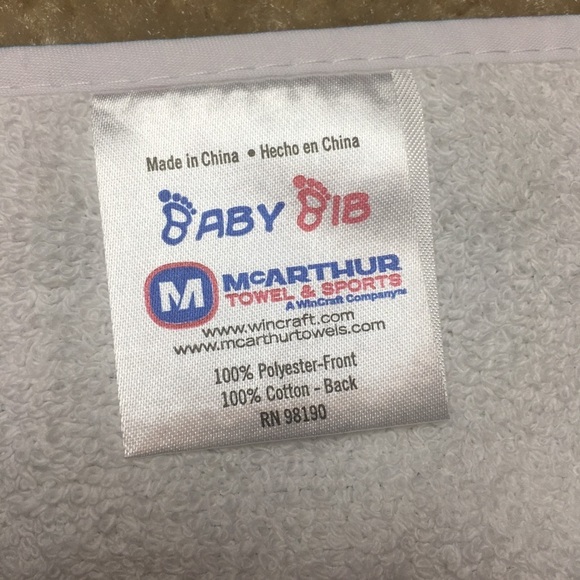 Made in China • Hecho en China
BABY BIB
M
McARTHUR
TOWEL & SPORTS
A WinCraft Company™
www.wincraft.com
www.mcarthurtowels.com
100% Polyester-Front
100% Cotton - Back
RN 98190